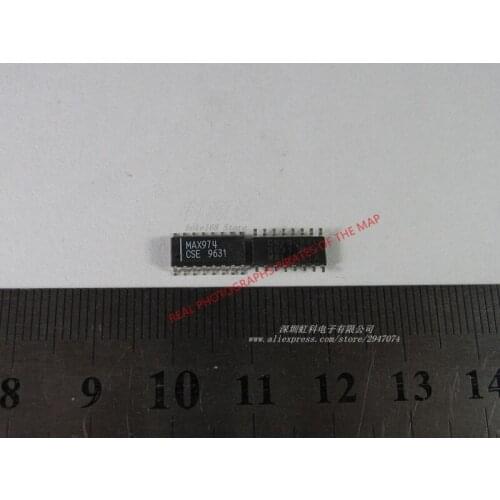 MAX974
CSE 9631
REAL PHOTOGRAPHS PIRATES OF THE MAP
深圳虹科电子有限公司
www.aliexpress.com/store/2947074
8 9 10 11 12 13 14